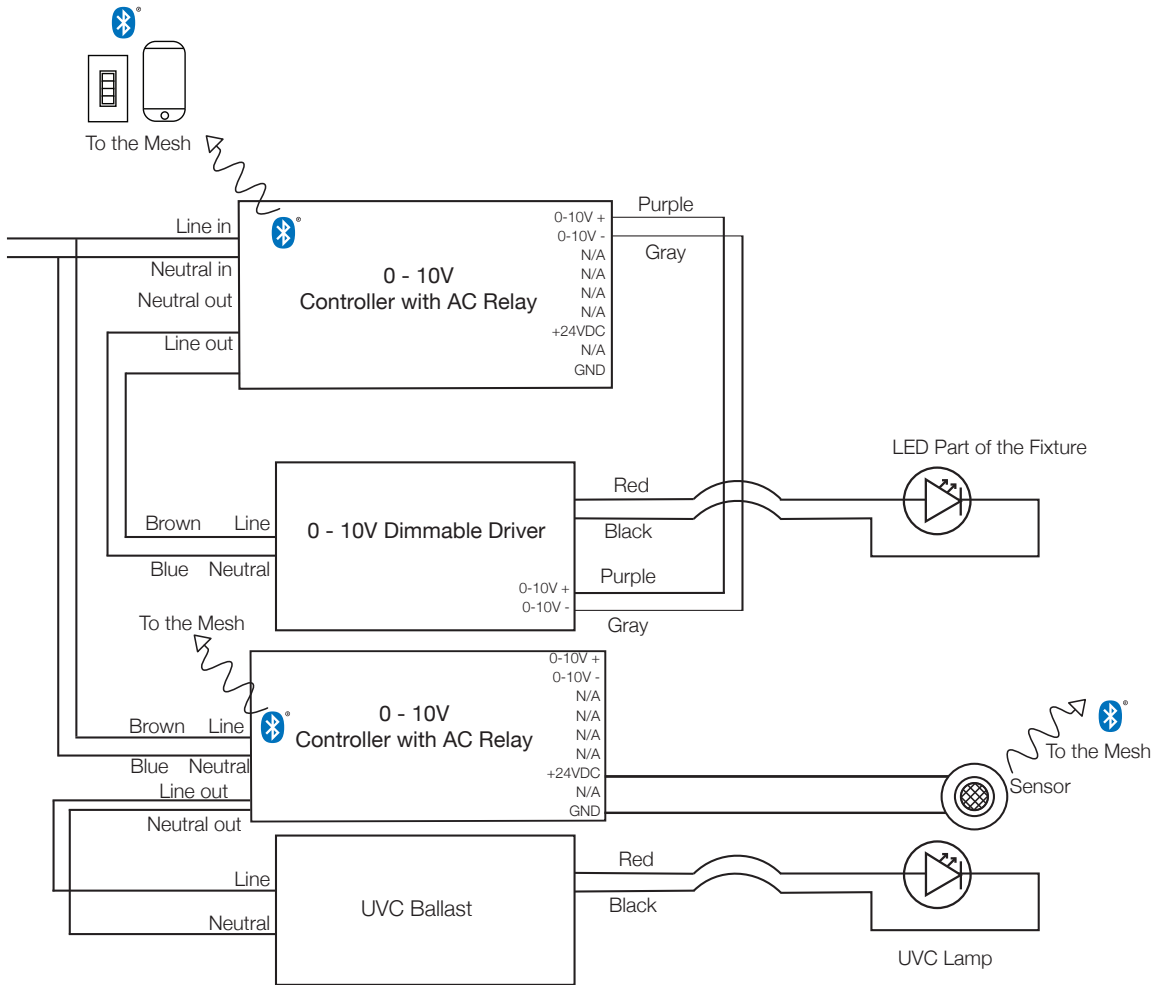 To the Mesh
Line in
Neutral in
Neutral out
Line out
0 - 10V
Controller with AC Relay
0-10V +
0-10V -
N/A
N/A
N/A
N/A
+24VDC
N/A
GND
Purple
Gray
LED Part of the Fixture
Brown Line
Blue Neutral
0 - 10V Dimmable Driver
0-10V +
0-10V -
Red
Black
Purple
Gray
To the Mesh
Brown Line
Blue Neutral
Line out
Neutral out
0 - 10V
Controller with AC Relay
0-10V +
0-10V -
N/A
N/A
N/A
N/A
+24VDC
N/A
GND
To the Mesh
Sensor
Line
Neutral
UVC Ballast
Red
Black
UVC Lamp